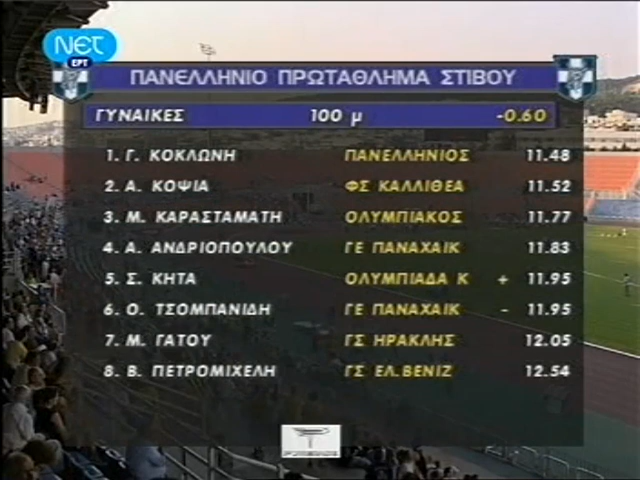 ΝΕΤ
ΕΡΤ
ΠΑΝΕΛΛΗΝΙΟ ΠΡΩΤΑΘΛΗΜΑ ΣΤΙΒΟΥ
ΓΥΝΑΙΚΕΣ 100 μ -0.60
1. Γ. ΚΟΚΛΩΝΗ ΠΑΝΕΛΛΗΝΙΟΣ 11.48
2. Α. ΚΟΨΙΑ ΦΣ ΚΑΛΛΙΘΕΑ 11.52
3. Μ. ΚΑΡΑΣΤΑΜΑΤΗ ΟΛΥΜΠΙΑΚΟΣ 11.77
4. Α. ΑΝΔΡΙΟΠΟΥΛΟΥ ΓΕ ΠΑΝΑΧΑΙΚ 11.83
5. Σ. ΚΗΤΑ ΟΛΥΜΠΙΑΔΑ Κ + 11.95
6. Ο. ΤΣΟΜΠΑΝΙΔΗ ΓΕ ΠΑΝΑΧΑΙΚ - 11.95
7. Μ. ΓΑΤΟΥ ΓΣ ΗΡΑΚΛΗΣ 12.05
8. Β. ΠΕΤΡΟΜΙΧΕΛΗ ΓΣ ΕΛ.ΒΕΝΙΖ 12.54